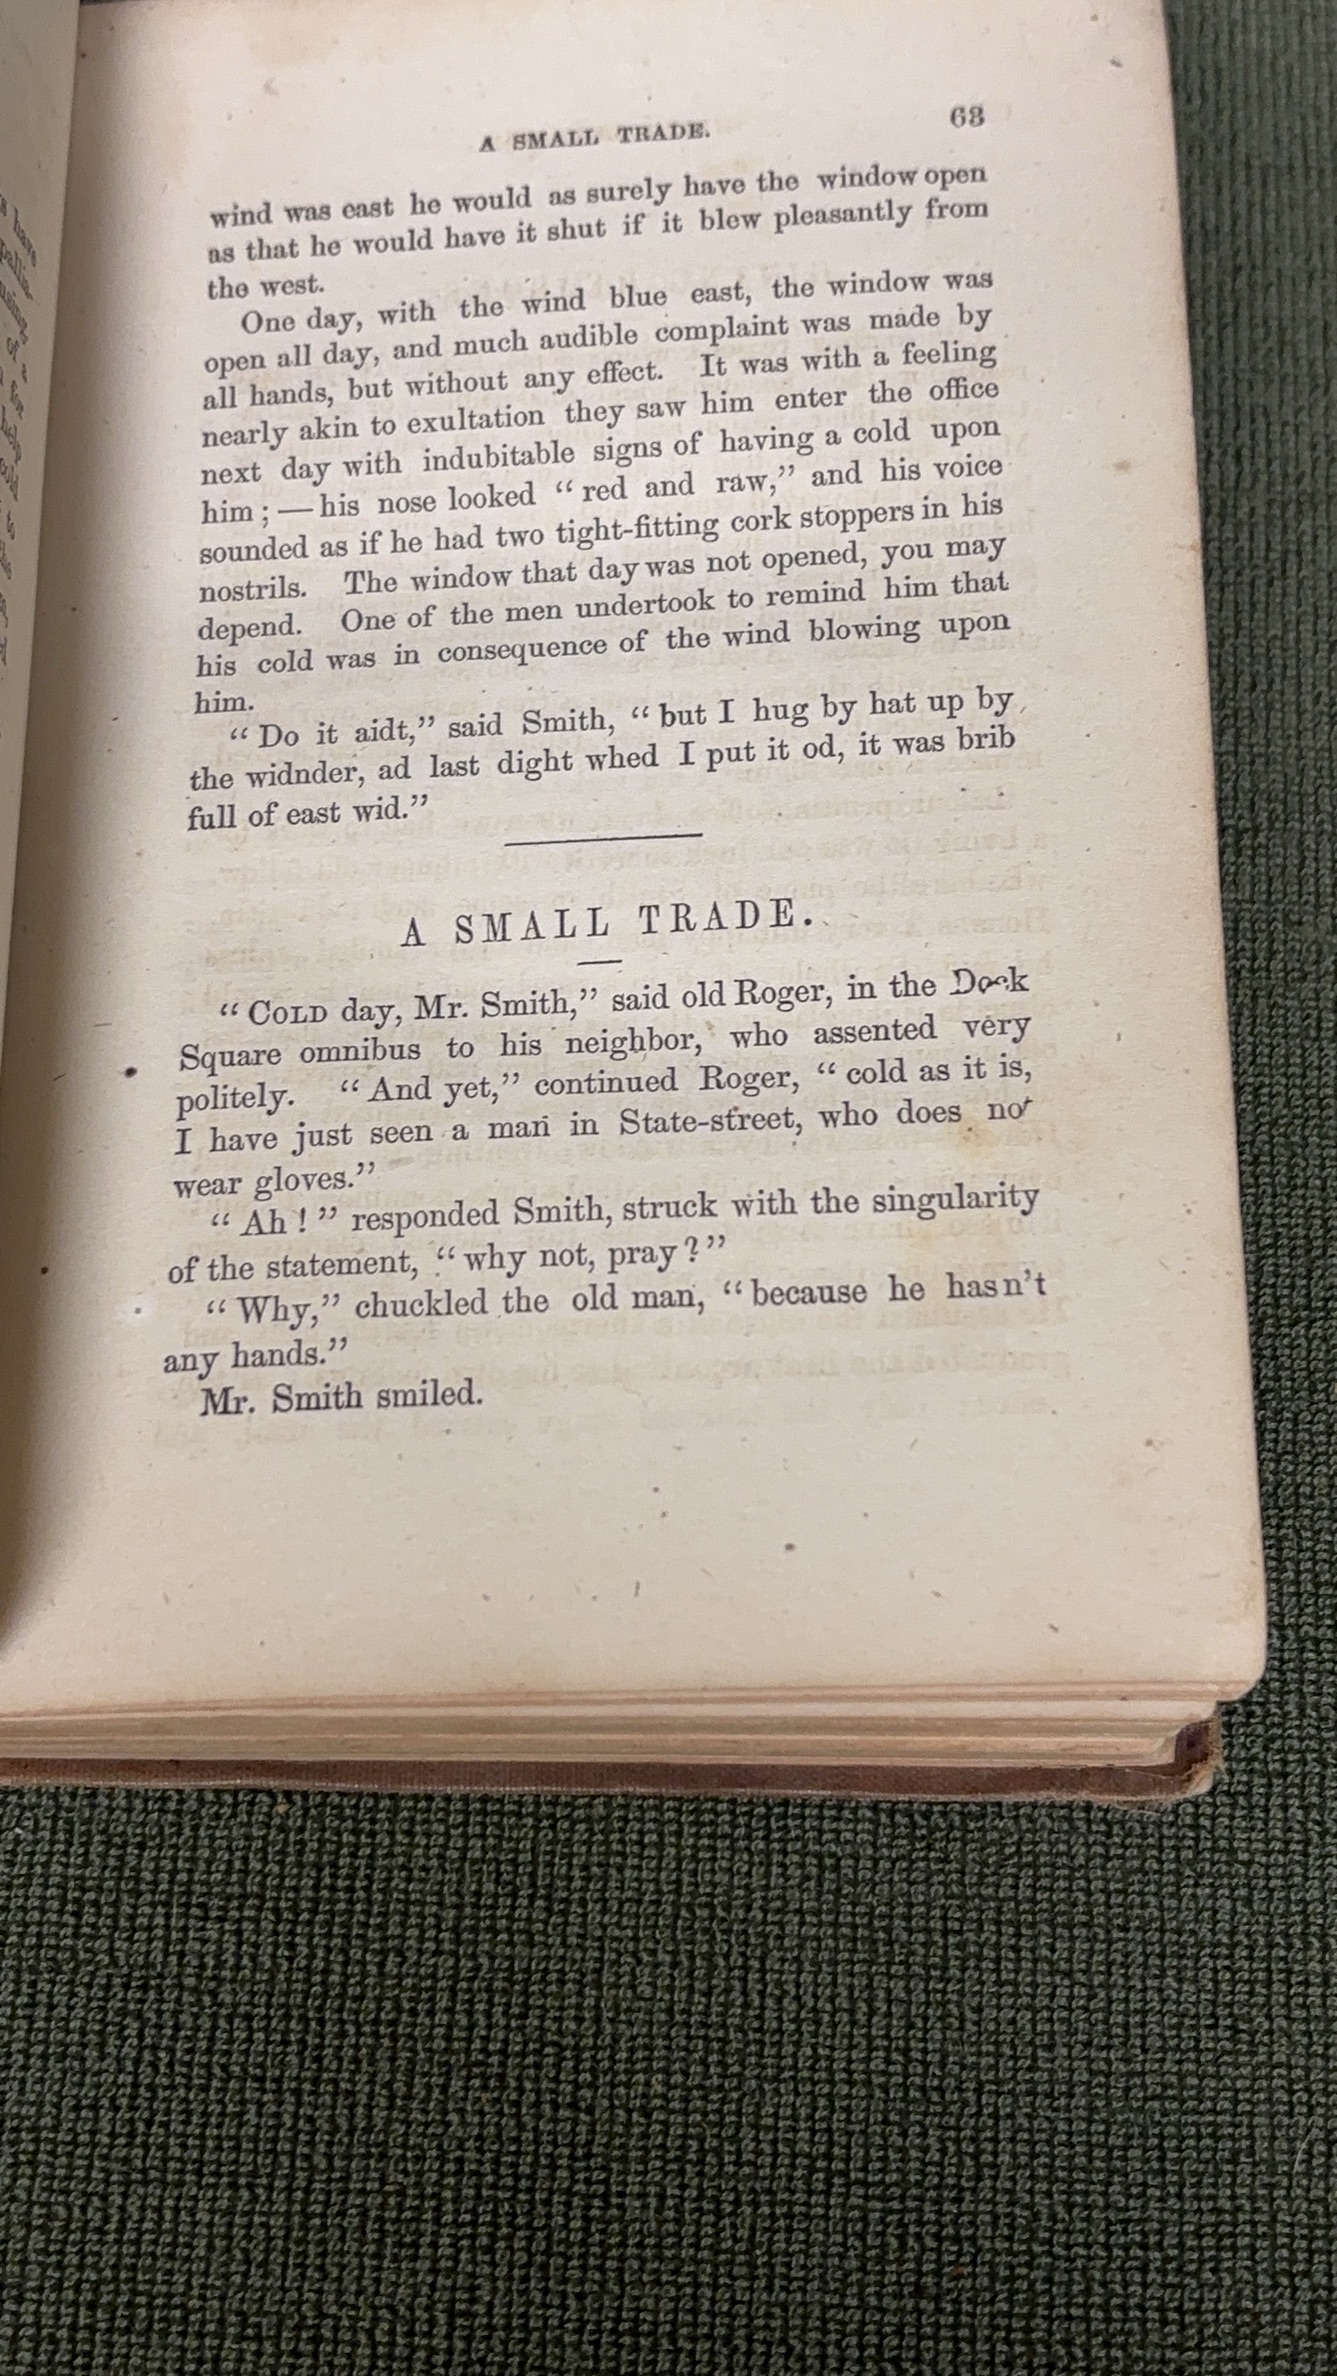 s have
pallia-
using
of a
for
help
cold
to
A SMALL TRADE. 63
wind was east he would as surely have the window open
as that he would have it shut if it blew pleasantly from
the west.
One day, with the wind blue east, the window was
open all day, and much audible complaint was made by
all hands, but without any effect. It was with a feeling
nearly akin to exultation they saw him enter the office
next day with indubitable signs of having a cold upon
him; — his nose looked “red and raw,” and his voice
sounded as if he had two tight-fitting cork stoppers in his
nostrils. The window that day was not opened, you may
depend. One of the men undertook to remind him that
his cold was in consequence of the wind blowing upon
him.
“Do it aidt,” said Smith, “but I hug by hat up by
the widnder, ad last dight whed I put it od, it was brib
full of east wid.”
A SMALL TRADE.
“COLD day, Mr. Smith,” said old Roger, in the Dock
Square omnibus to his neighbor, who assented very
politely. “And yet,” continued Roger, “cold as it is,
I have just seen a man in State-street, who does not
wear gloves.”
“Ah!” responded Smith, struck with the singularity
of the statement, “why not, pray?”
“Why,” chuckled the old man, “because he hasn’t
any hands.”
Mr. Smith smiled.